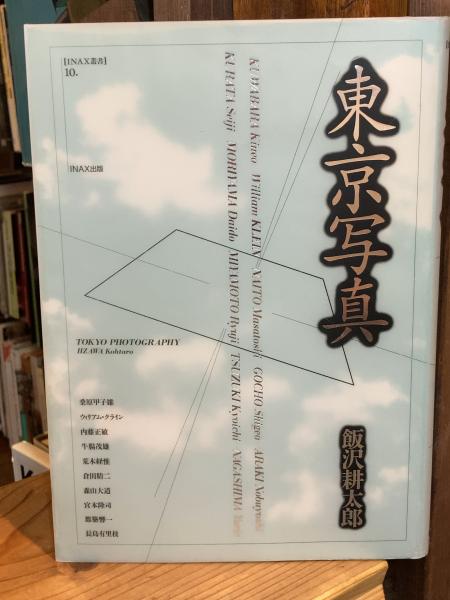 [INAX叢書]
10.
INAX出版
東京写真
飯沢耕太郎
KUWABARA Kineo William KLEIN NAITO Masatoshi GOCHO Shigeo ARAKI Nobuyoshi
KURATA Seiji MORIYAMA Daido MIYAMOTO Ryuji TSUZUKI Kyoichi NAGASHIMA Yurie
TOKYO PHOTOGRAPHY
IIZAWA Kohtaro
桑原甲子雄
ウィリアム・クライン
内藤正敏
牛腸茂雄
荒木経惟
倉田精二
森山大道
宮本隆司
都築響一
長島有里枝